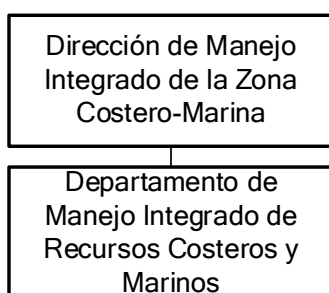 Dirección de Manejo
Integrado de la Zona
Costero-Marina
Departamento de
Manejo Integrado de
Recursos Costeros y
Marinos